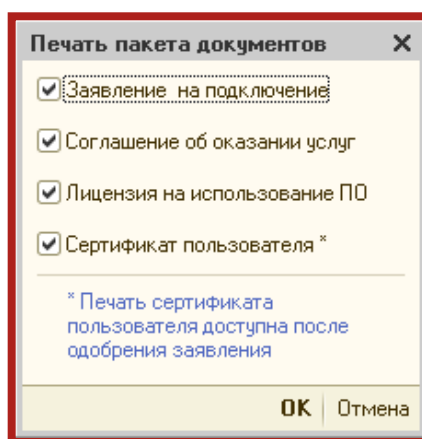 Печать пакета документов
Заявление на подключение
Соглашение об оказании услуг
Лицензия на использование ПО
Сертификат пользователя *
* Печать сертификата
пользователя доступна после
одобрения заявления
OK Отмена